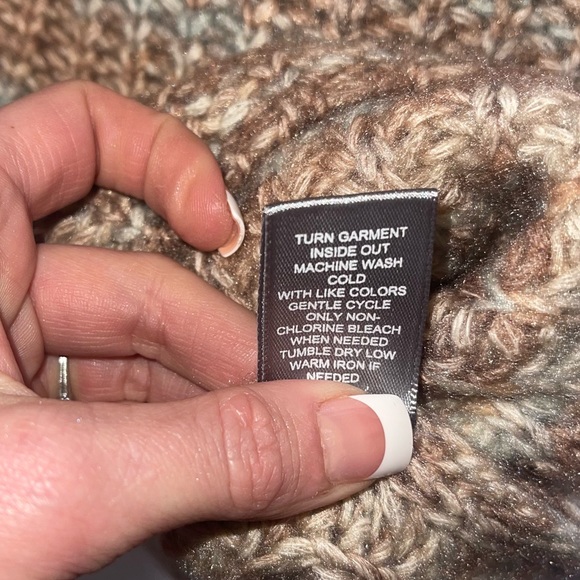 TURN GARMENT
INSIDE OUT
MACHINE WASH
COLD
WITH LIKE COLORS
GENTLE CYCLE
ONLY NON-
CHLORINE BLEACH
WHEN NEEDED
TUMBLE DRY LOW
WARM IRON IF
NEEDED